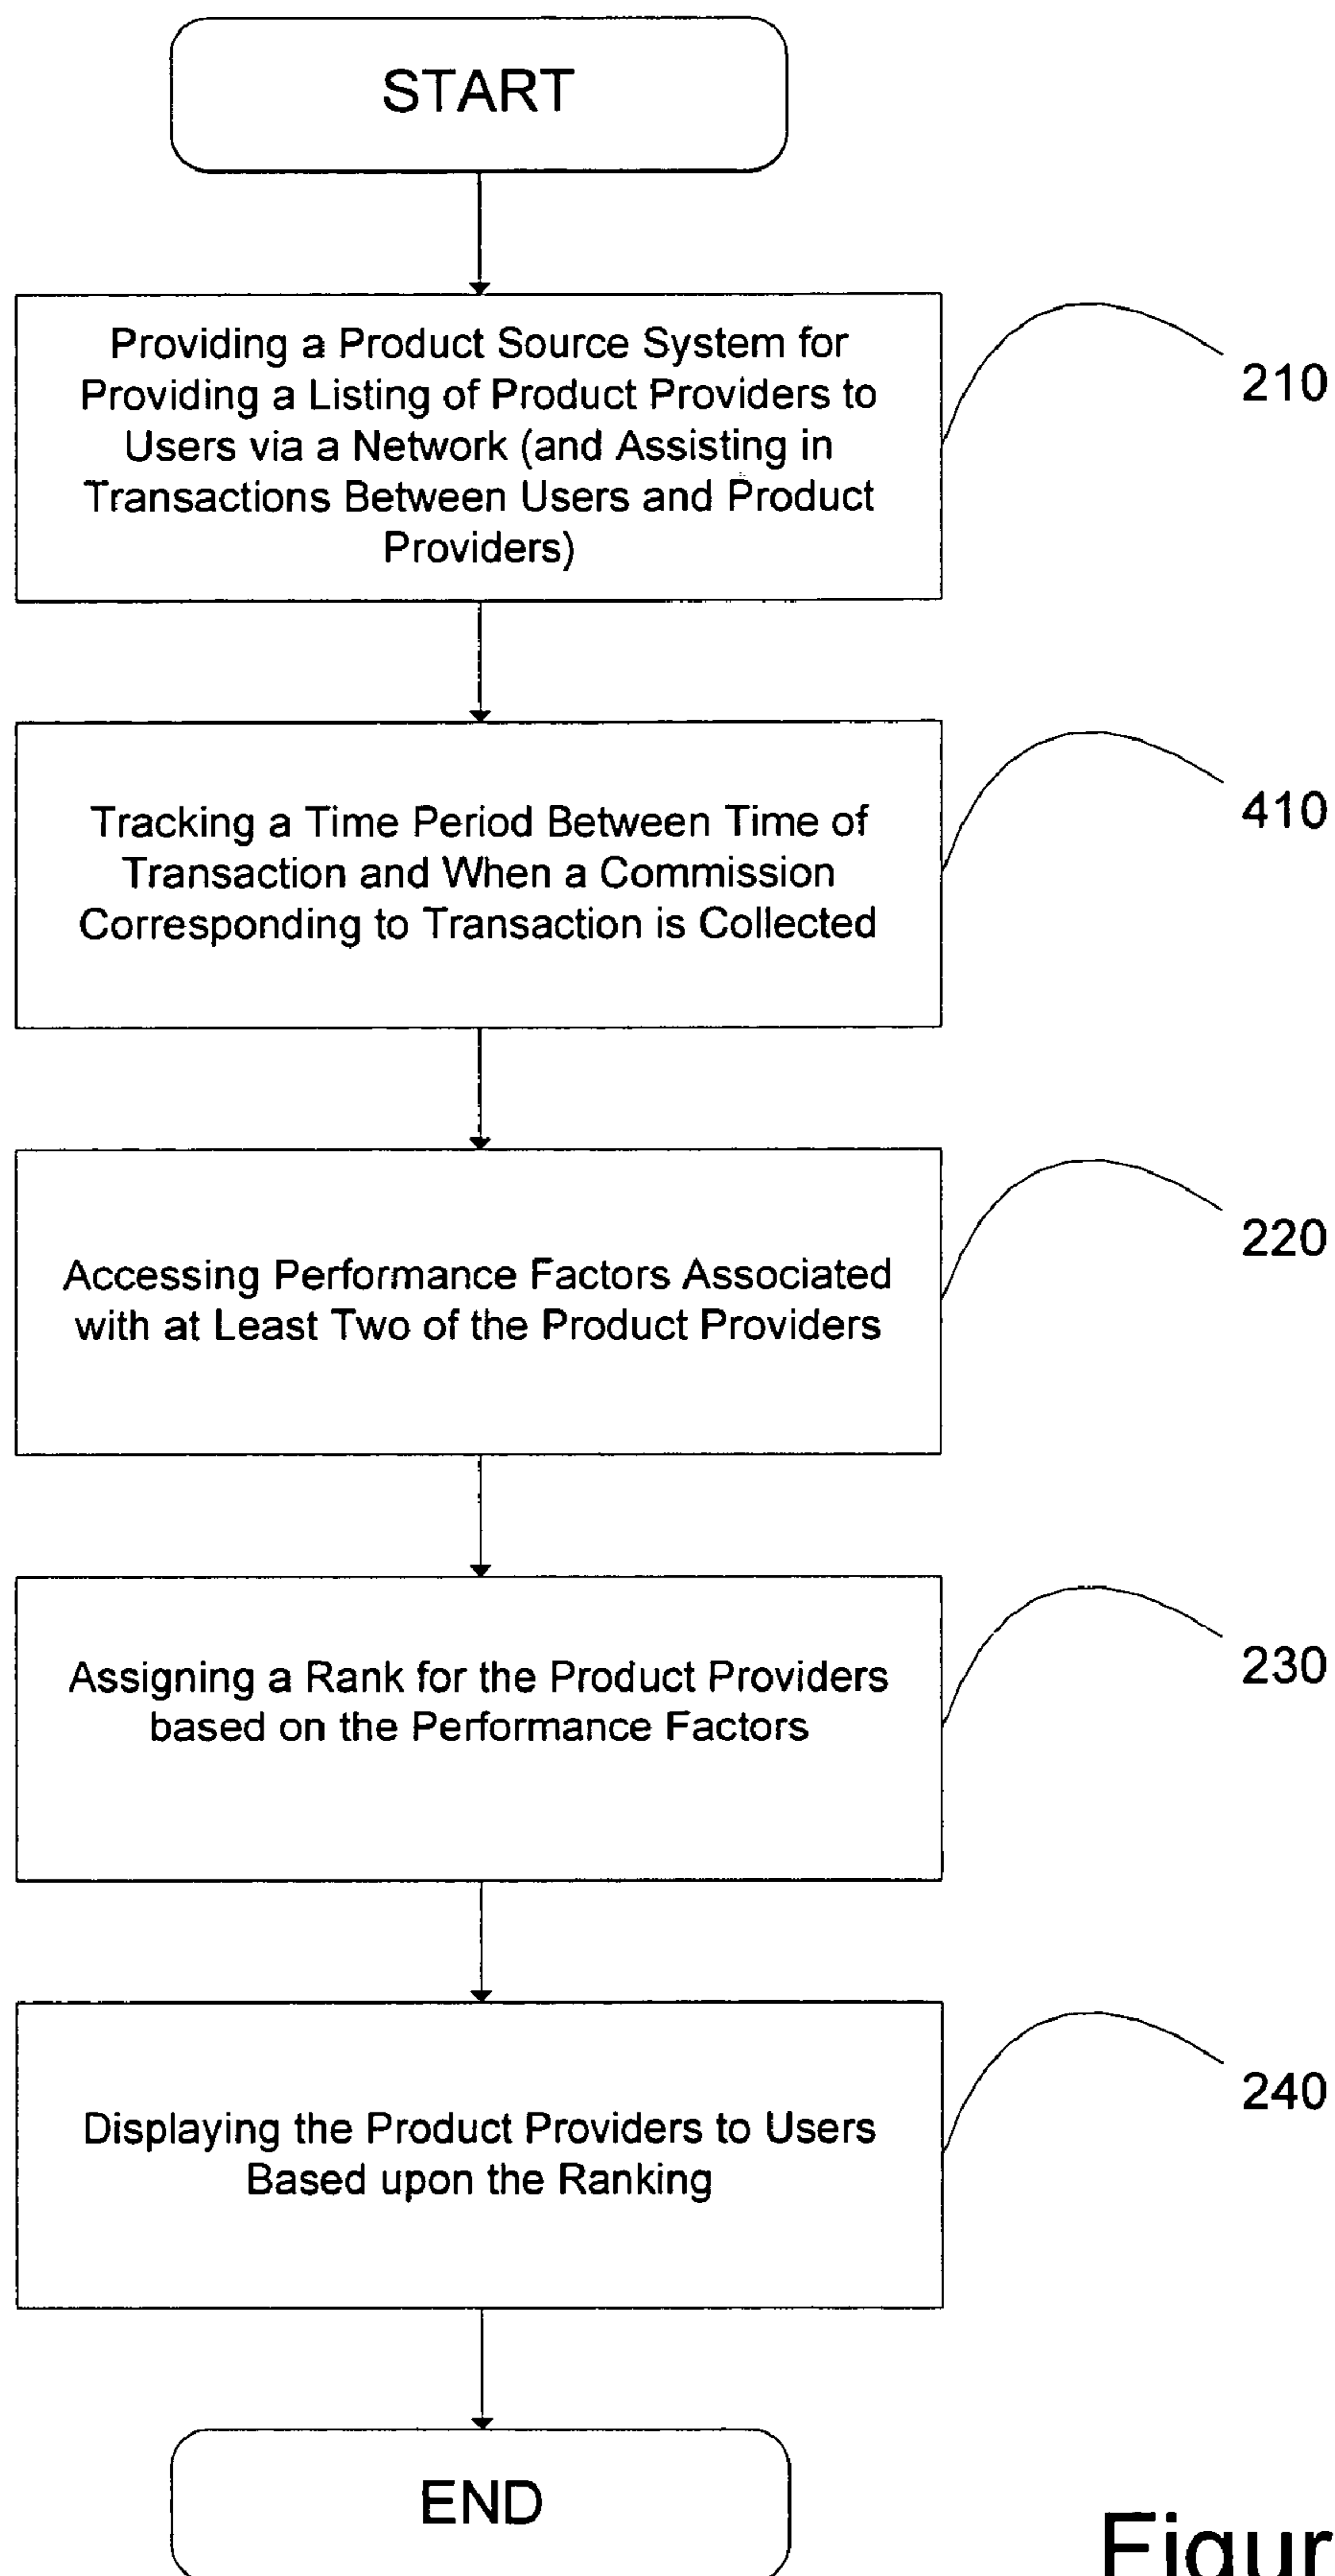 START
Providing a Product Source System for
Providing a Listing of Product Providers to
Users via a Network (and Assisting in
Transactions Between Users and Product
Providers)
210
Tracking a Time Period Between Time of
Transaction and When a Commission
Corresponding to Transaction is Collected
410
Accessing Performance Factors Associated
with at Least Two of the Product Providers
220
Assigning a Rank for the Product Providers
based on the Performance Factors
230
Displaying the Product Providers to Users
Based upon the Ranking
240
END